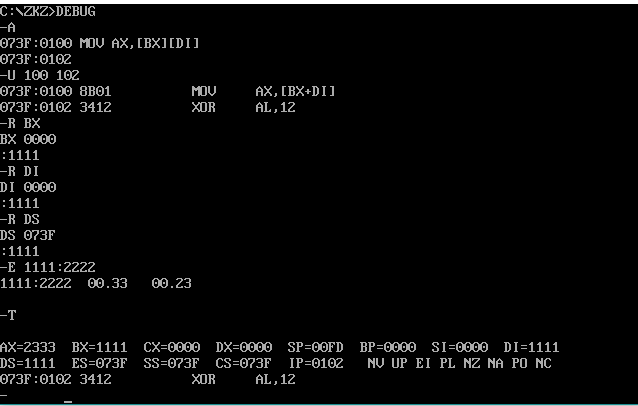 C:\ZKZ>DEBUG
-A
073F:0100 MOV AX,[BX][DI]
073F:0102
-U 100 102
073F:0100 8B01          MOV     AX,[BX+DI]
073F:0102 3412          XOR     AL,12
-R BX
BX 0000
:1111
-R DI
DI 0000
:1111
-R DS
DS 073F
:1111
-E 1111:2222
1111:2222  00.33   00.23
-T
AX=2333  BX=1111  CX=0000  DX=0000  SP=00FD  BP=0000  SI=0000  DI=1111
DS=1111  ES=073F  SS=073F  CS=073F  IP=0102   NV UP EI PL NZ NA PO NC
073F:0102 3412          XOR     AL,12
-       _